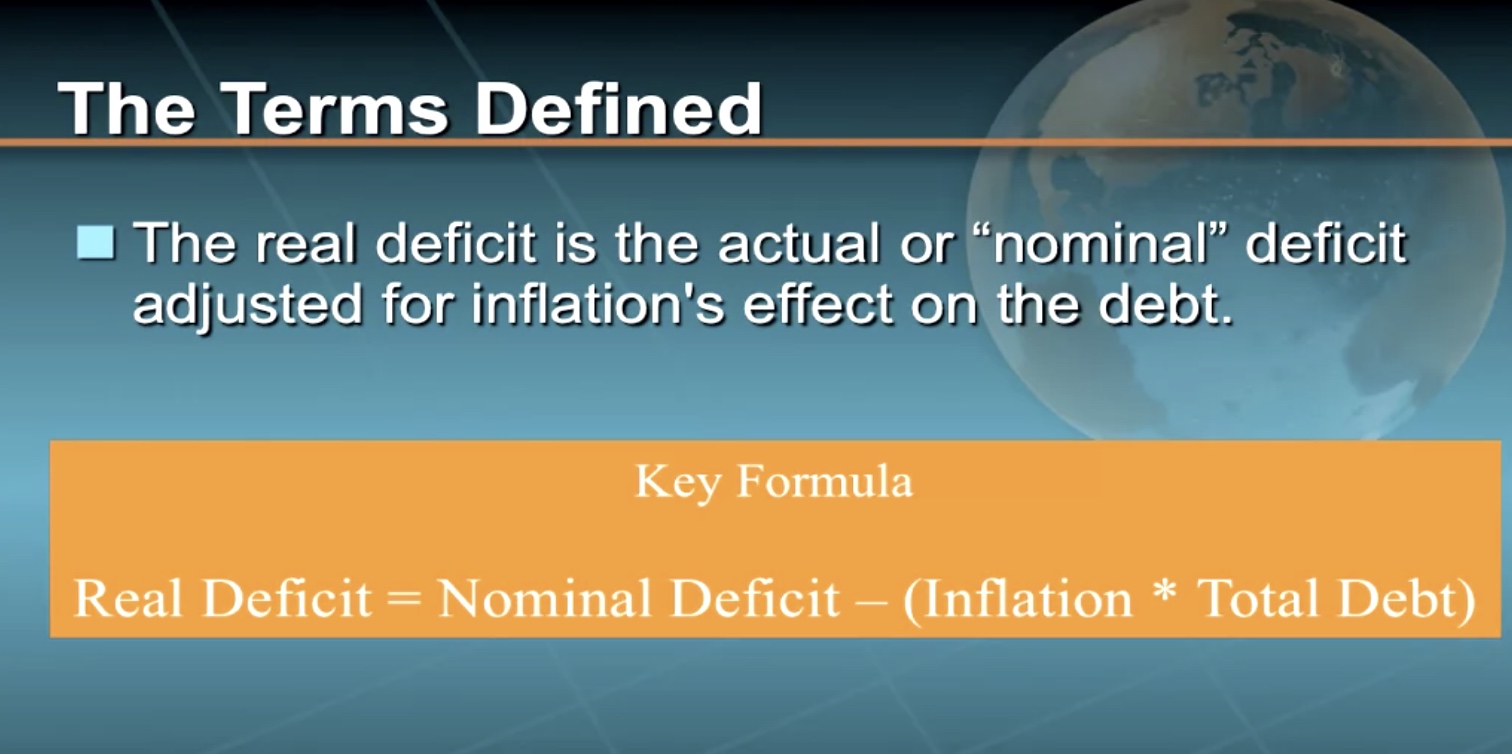 The Terms Defined
The real deficit is the actual or “nominal” deficit
adjusted for inflation's effect on the debt.
Key Formula
Real Deficit = Nominal Deficit – (Inflation * Total Debt)